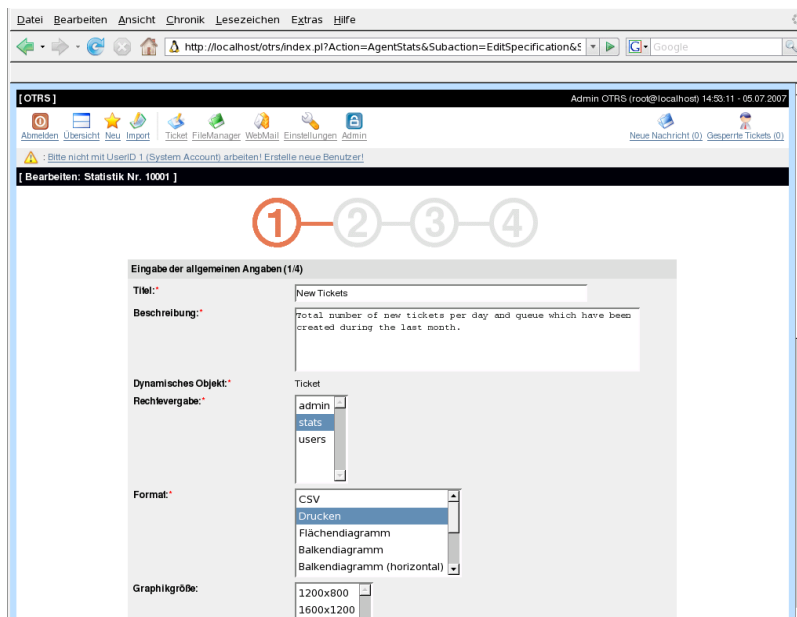 Datei Bearbeiten Ansicht Chronik Lesezeichen Extras Hilfe
http://localhost/otrs/index.pl?Action=AgentStats&Subaction=EditSpecification&S
G Google
[ OTRS ] Admin OTRS (root@localhost) 14:53:11 - 05.07.2007
Abmelden Übersicht Neu Import Ticket FileManager WebMail Einstellungen Admin Neue Nachricht (0) Gesperrte Tickets (0)
: Bitte nicht mit UserID 1 (System Account) arbeiten! Erstelle neue Benutzer!
[ Bearbeiten: Statistik Nr. 10001 ]
1 2 3 4
Eingabe der allgemeinen Angaben (1/4)
Titel:* New Tickets
Beschreibung:* Total number of new tickets per day and queue which have been
created during the last month.
Dynamisches Objekt:* Ticket
Rechtevergabe:* admin
stats
users
Format:* CSV
Drucken
Flächendiagramm
Balkendiagramm
Balkendiagramm (horizontal)
Graphikgröße: 1200x800
1600x1200